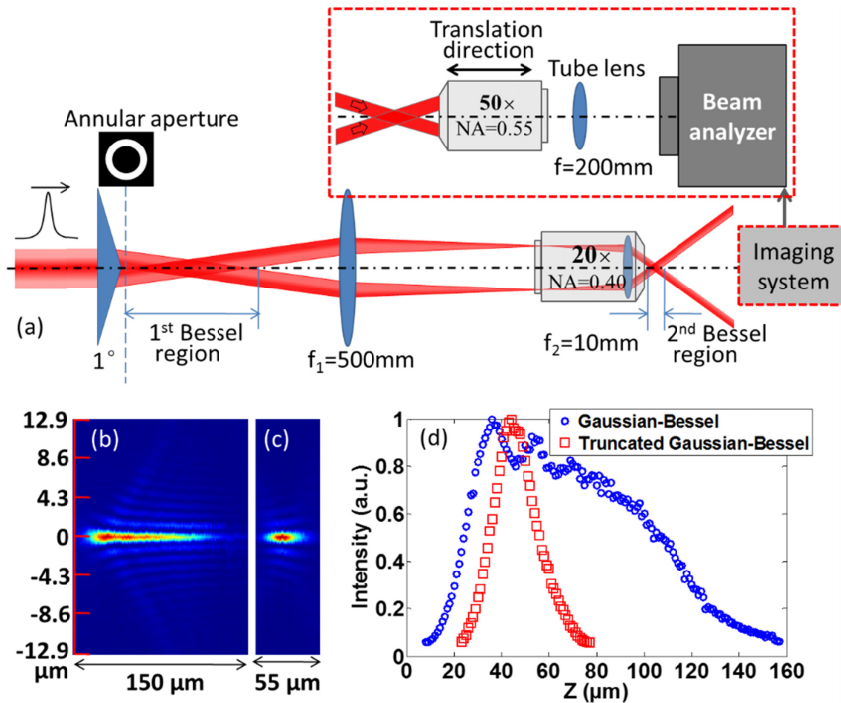 Translation
direction
Tube lens
50×
NA=0.55
Beam
analyzer
f=200mm
Annular aperture
20×
NA=0.40
Imaging
system
(a)
1°
1st Bessel
region
f1=500mm
f2=10mm
2nd Bessel
region
12.9
8.6
4.3
0
-4.3
-8.6
-12.9
µm
(b)
(c)
150 µm
55 µm
(d)
Gaussian-Bessel
Truncated Gaussian-Bessel
Intensity (a.u.)
1
0.8
0.6
0.4
0.2
0
0 20 40 60 80 100 120 140 160
Z (µm)